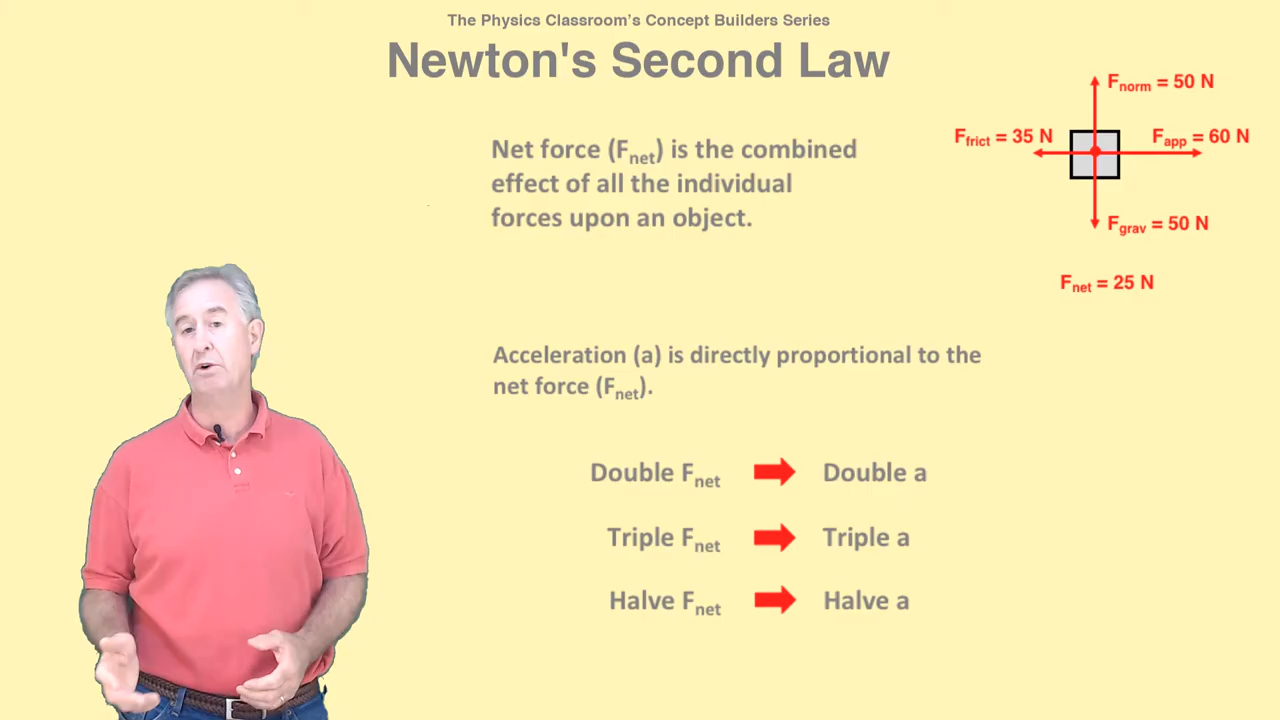 The Physics Classroom’s Concept Builders Series
Newton's Second Law
Fnorm = 50 N
Ffrict = 35 N
Fapp = 60 N
Net force (Fnet) is the combined
effect of all the individual
forces upon an object.
Fgrav = 50 N
Fnet = 25 N
Acceleration (a) is directly proportional to the
net force (Fnet).
Double Fnet Double a
Triple Fnet Triple a
Halve Fnet Halve a